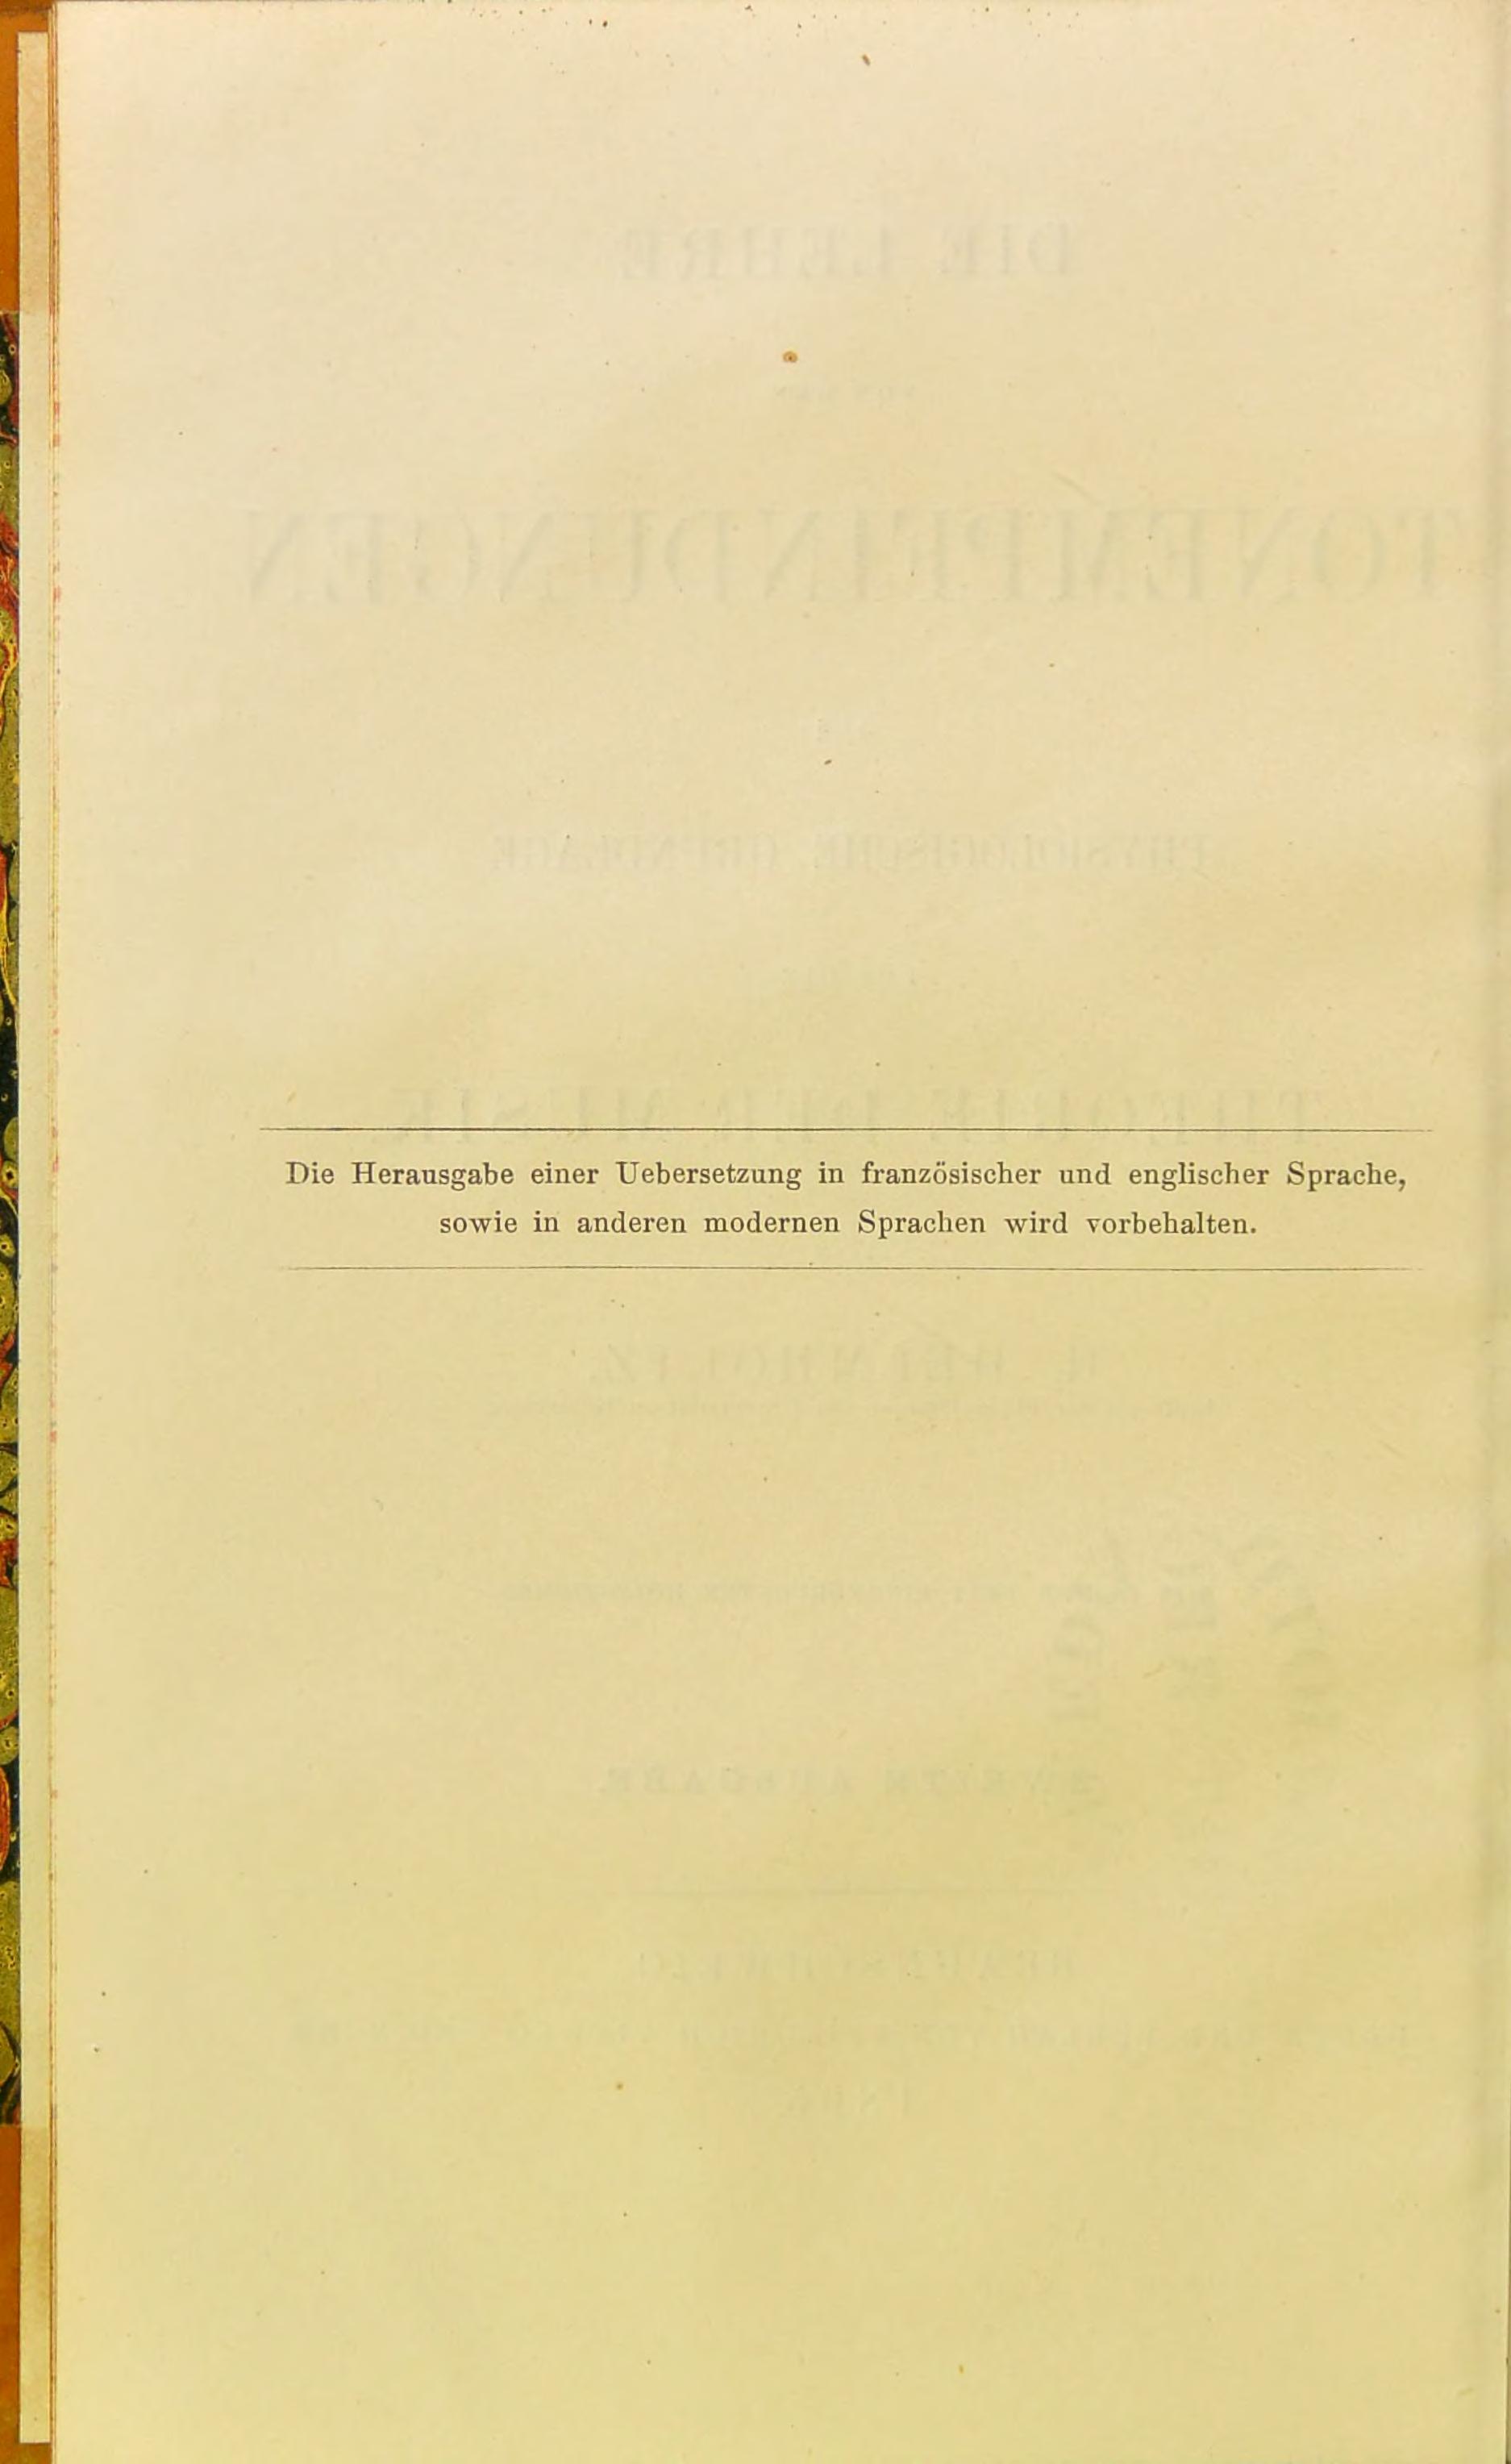 Die Herausgabe einer Uebersetzung in französischer und englischer Sprache,
sowie in anderen modernen Sprachen wird vorbehalten.